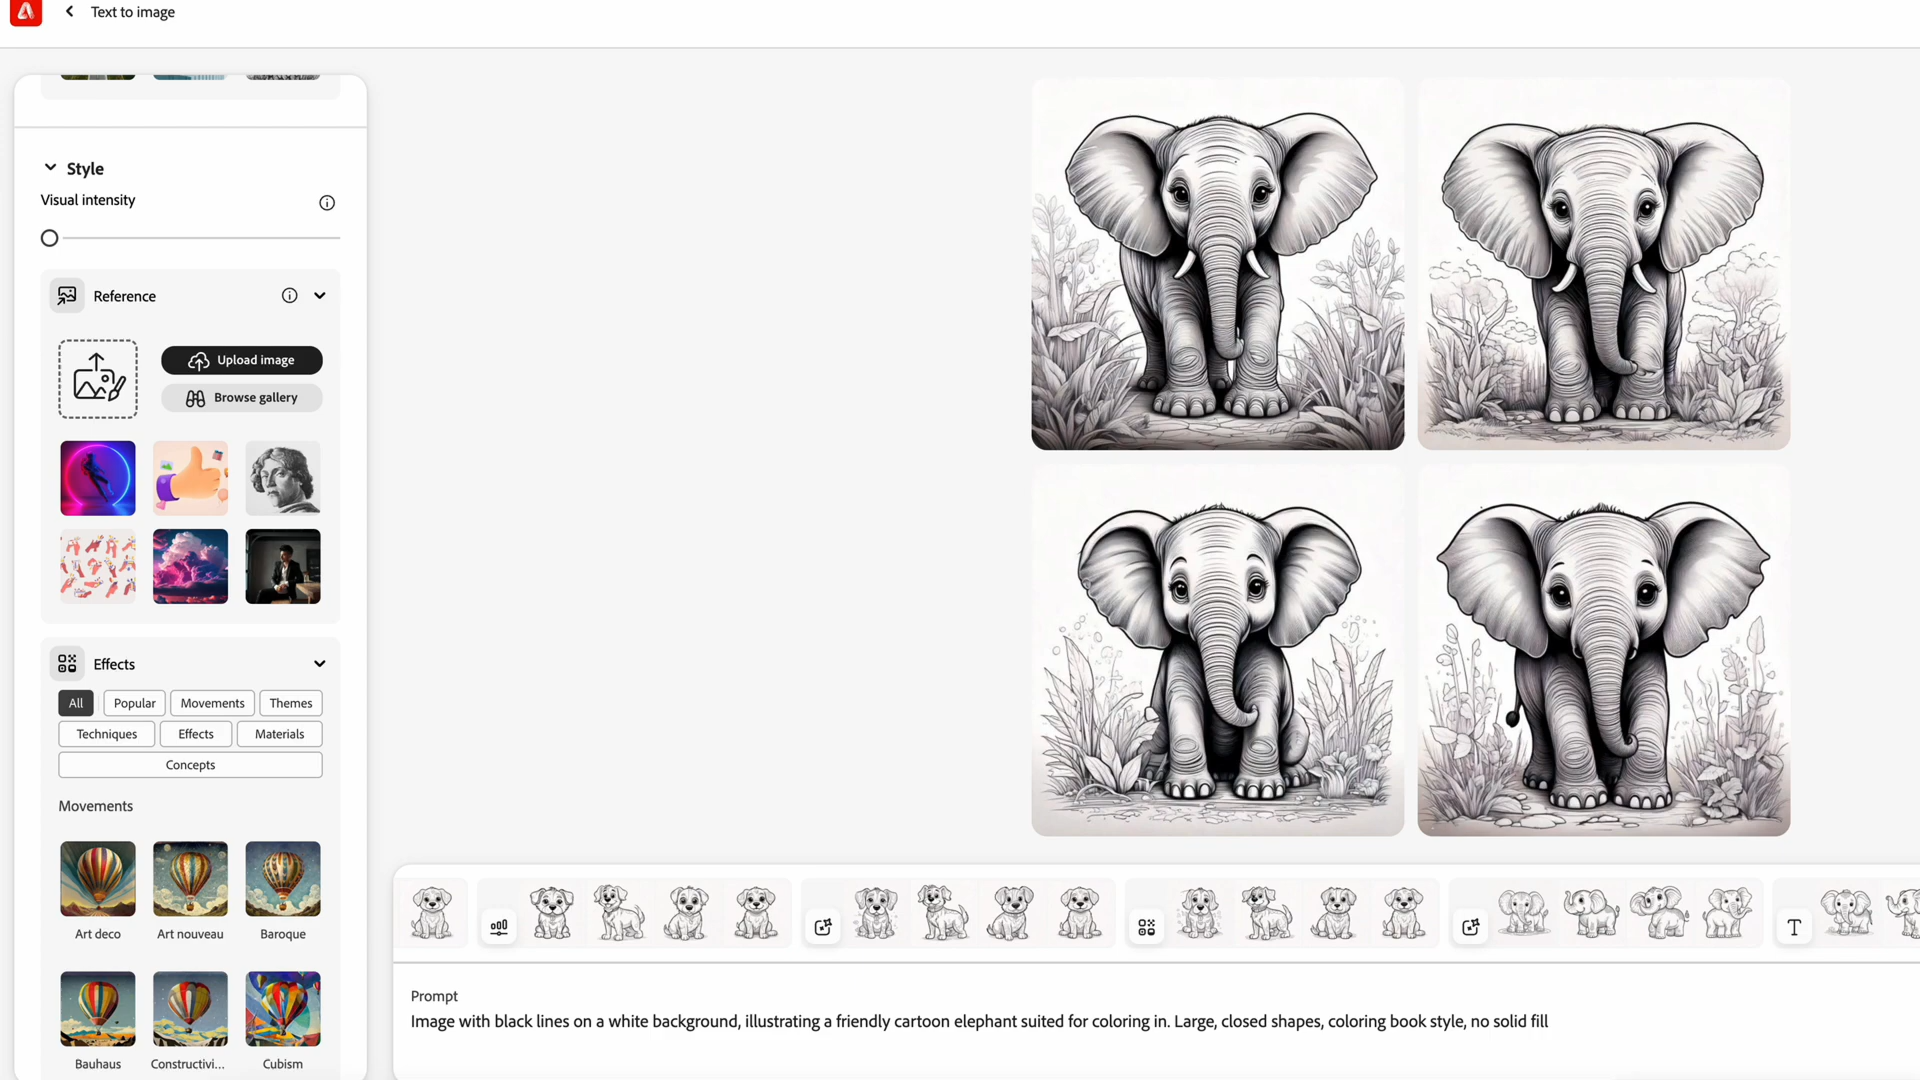 Text to image
Style
Visual intensity
Reference
Upload image
Browse gallery
Effects
All
Popular
Movements
Themes
Techniques
Effects
Materials
Concepts
Movements
Art deco
Art nouveau
Baroque
Bauhaus
Constructivi...
Cubism
Prompt
Image with black lines on a white background, illustrating a friendly cartoon elephant suited for coloring in. Large, closed shapes, coloring book style, no solid fill